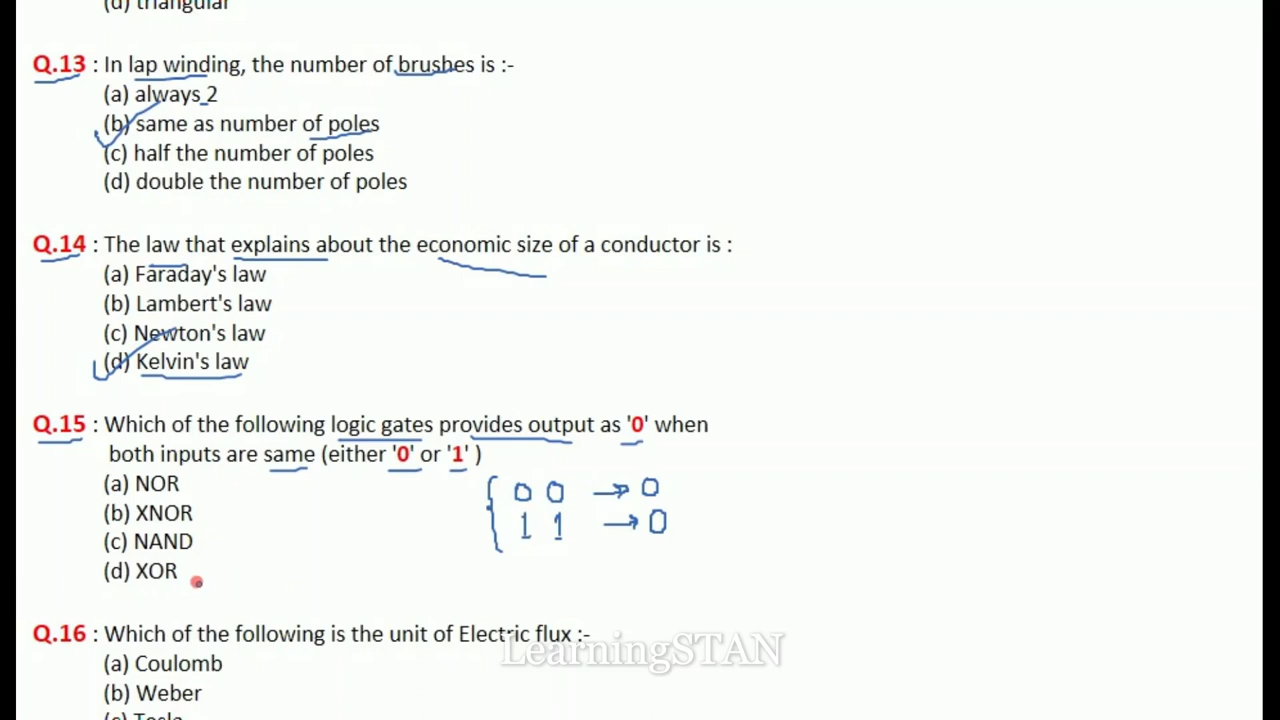 (d) triangular
Q.13 : In lap winding, the number of brushes is :-
(a) always 2
(b) same as number of poles
(c) half the number of poles
(d) double the number of poles
Q.14 : The law that explains about the economic size of a conductor is :
(a) Faraday's law
(b) Lambert's law
(c) Newton's law
(d) Kelvin's law
Q.15 : Which of the following logic gates provides output as '0' when
both inputs are same (either '0' or '1' )
(a) NOR
(b) XNOR
(c) NAND
(d) XOR
0 0 → 0
1 1 → 0
Q.16 : Which of the following is the unit of Electric flux :-
LearningSTAN
(a) Coulomb
(b) Weber
(c) Tesla